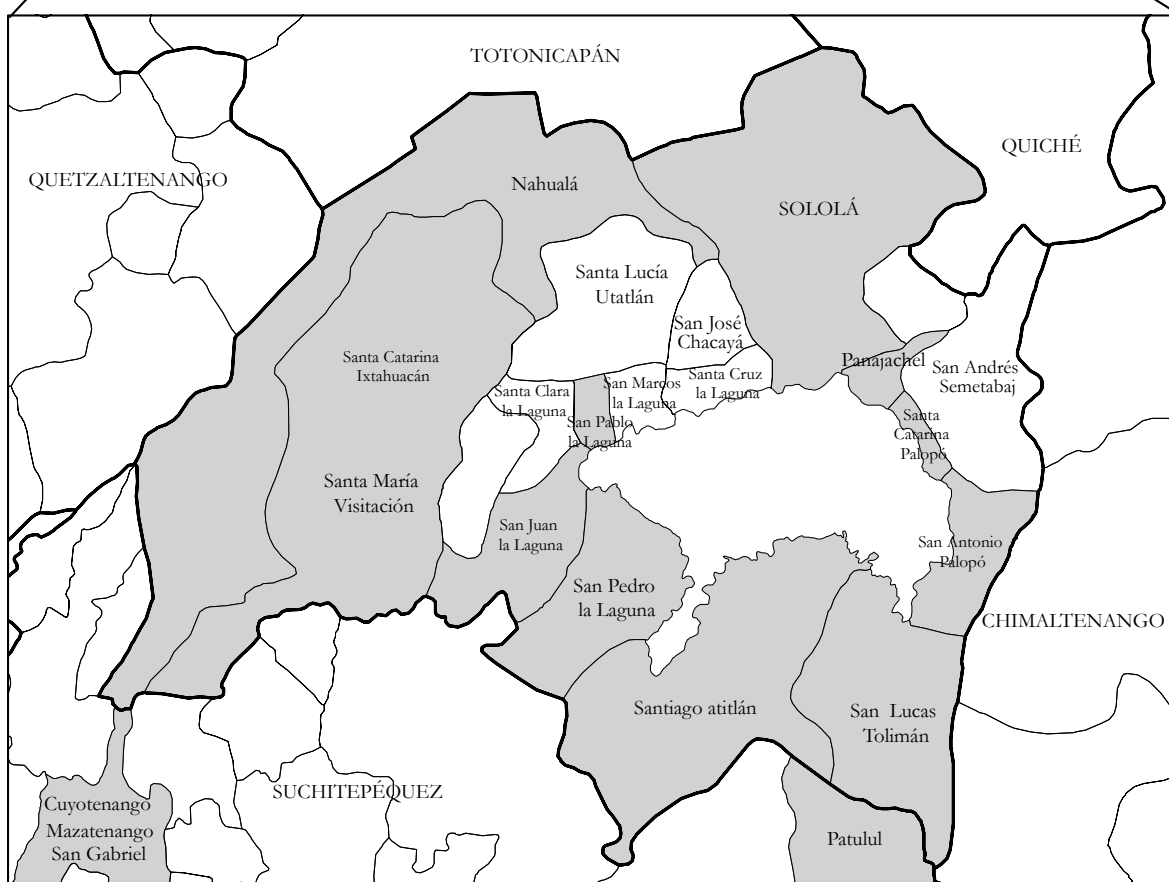 TOTONICAPÁN
QUICHÉ
QUETZALTENANGO
Nahualá
SOLOLÁ
Santa Lucía
Utatlán
San José
Chacayá
Santa Catarina
Ixtahuacán
Panajachel
San Andrés
Semetabaj
Santa Cruz
la Laguna
San Marcos
la Laguna
Santa Clara
la Laguna
San Pablo
la Laguna
Santa
Catarina
Palopó
Santa María
Visitación
San Juan
la Laguna
San Antonio
Palopó
San Pedro
la Laguna
CHIMALTENANGO
Santiago atitlán
San Lucas
Tolimán
SUCHITEPÉQUEZ
Cuyotenango
Mazatenango
San Gabriel
Patulul